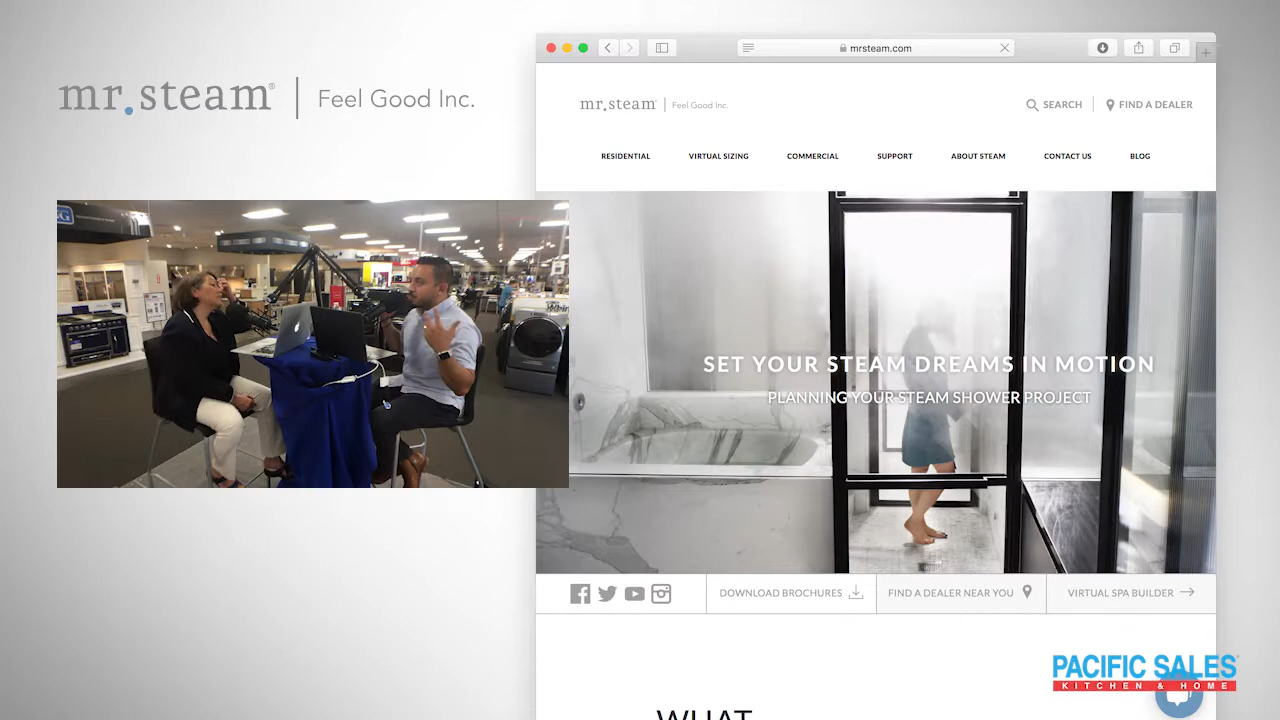 mr.steam® | Feel Good Inc.
mrsteam.com
mr.steam® | Feel Good Inc.
SEARCH
FIND A DEALER
RESIDENTIAL
VIRTUAL SIZING
COMMERCIAL
SUPPORT
ABOUT STEAM
CONTACT US
BLOG
SET YOUR STEAM DREAMS IN MOTION
PLANNING YOUR STEAM SHOWER PROJECT
DOWNLOAD BROCHURES
FIND A DEALER NEAR YOU
VIRTUAL SPA BUILDER
WHAT
PACIFIC SALES
KITCHEN & HOME